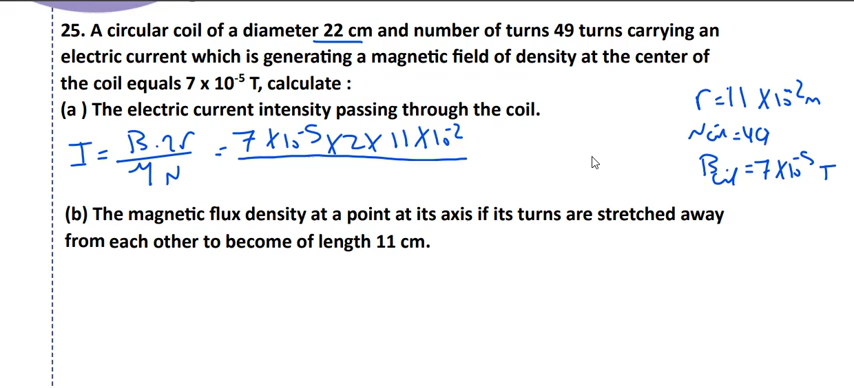 25. A circular coil of a diameter 22 cm and number of turns 49 turns carrying an
electric current which is generating a magnetic field of density at the center of
the coil equals 7 x 10⁻⁵ T, calculate :
(a ) The electric current intensity passing through the coil.
r = 11 x 10⁻² m
I = B . 2r / μ N = 7 x 10⁻⁵ x 2 x 11 x 10⁻²
N coil = 49
B coil = 7 x 10⁻⁵ T
(b) The magnetic flux density at a point at its axis if its turns are stretched away
from each other to become of length 11 cm.